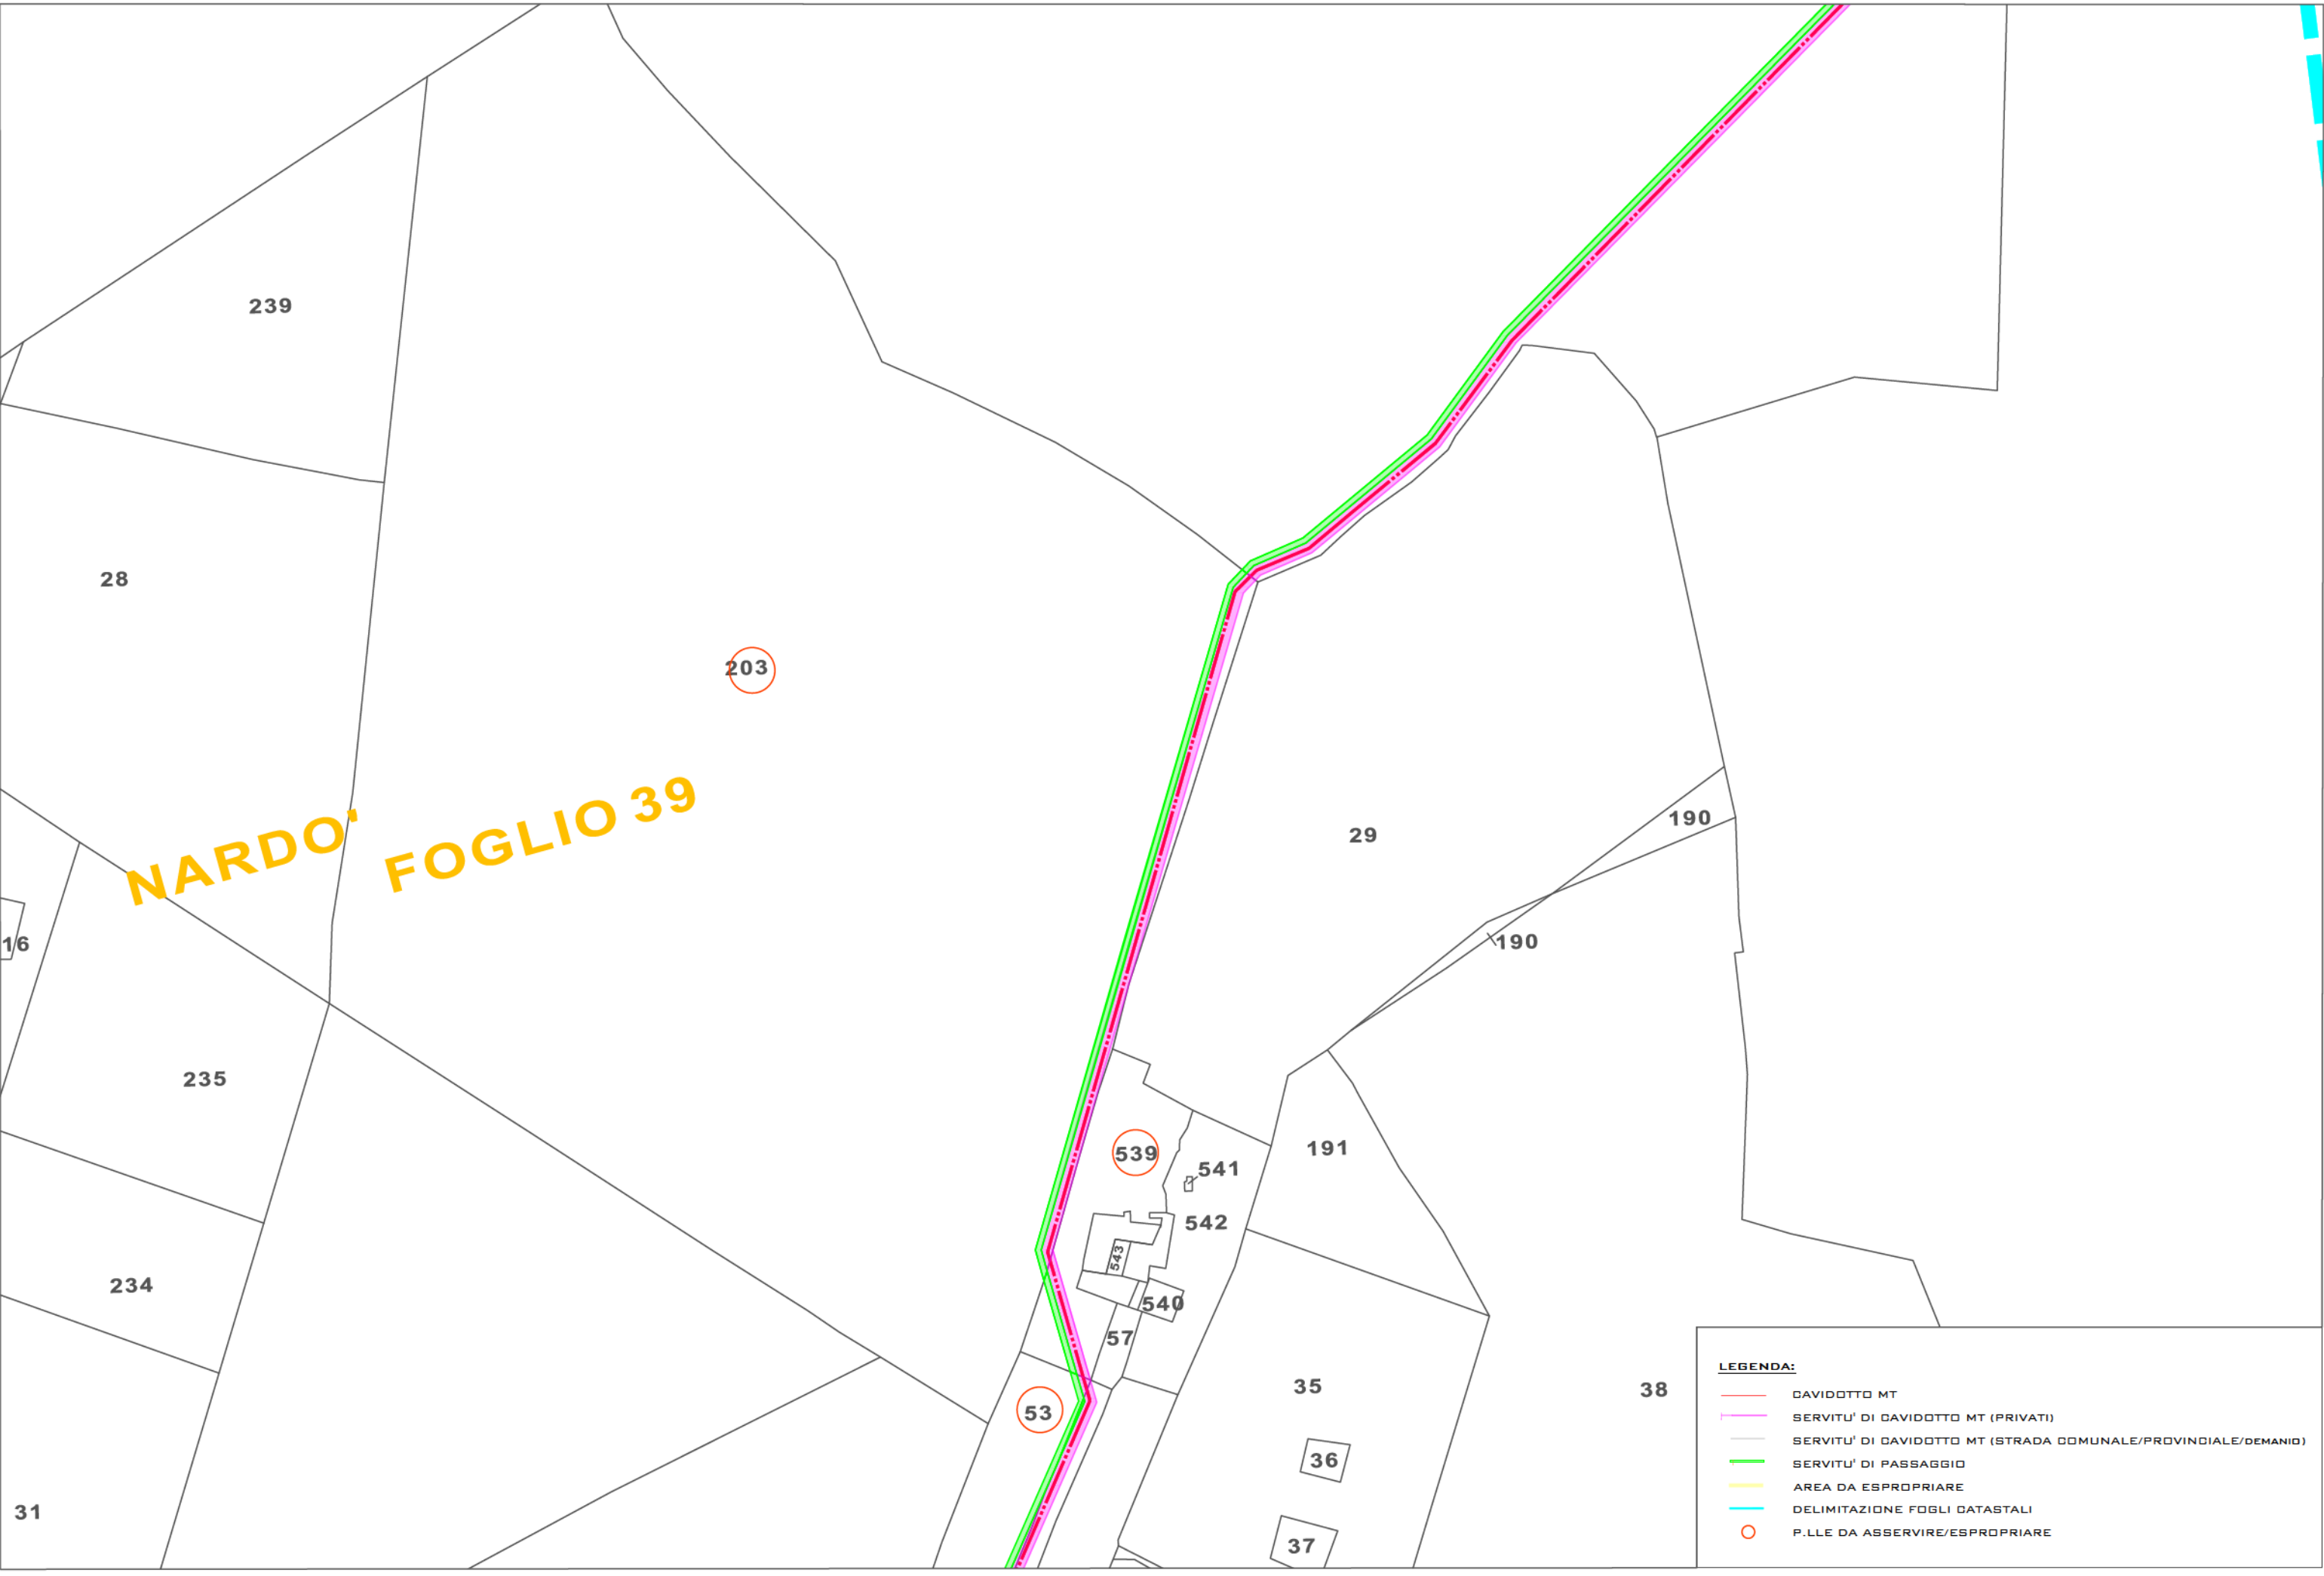 239
28
203
NARDO' FOGLIO 39
29
190
190
16
235
539
541
191
542
543
234
540
57
35
38
53
36
31
37
LEGENDA:
CAVIDOTTO MT
SERVITU' DI CAVIDOTTO MT (PRIVATI)
SERVITU' DI CAVIDOTTO MT (STRADA COMUNALE/PROVINCIALE/DEMANIO)
SERVITU' DI PASSAGGIO
AREA DA ESPROPRIARE
DELIMITAZIONE FOGLI CATASTALI
P.LLE DA ASSERVIRE/ESPROPRIARE